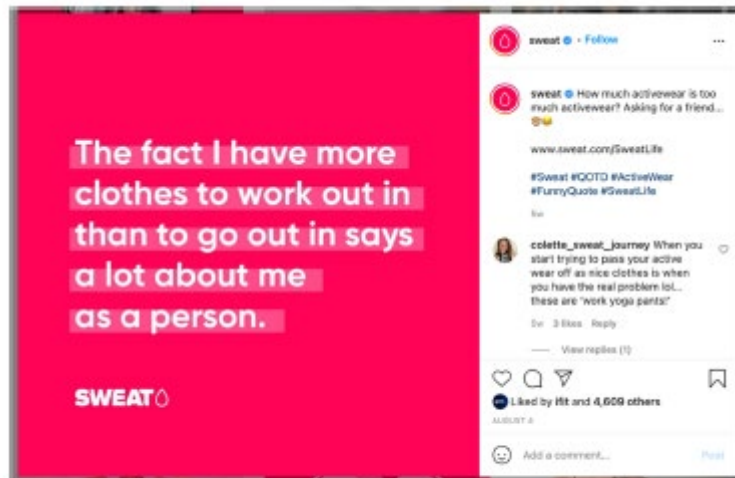 The fact I have more
clothes to work out in
than to go out in says
a lot about me
as a person.
SWEAT
sweat • Follow
sweat How much activewear is too
much activewear? Asking for a friend...
www.sweat.com/SweatLife
#Sweat #QOTD #ActiveWear
#FunnyQuote #SweatLife
colette_sweat_journey When you
start trying to pass your active
wear off as nice clothes is when
you have the real problem lol...
these are "work yoga pants!"
5w 3 likes Reply
View replies (1)
Liked by ifit and 4,609 others
Add a comment...
Post